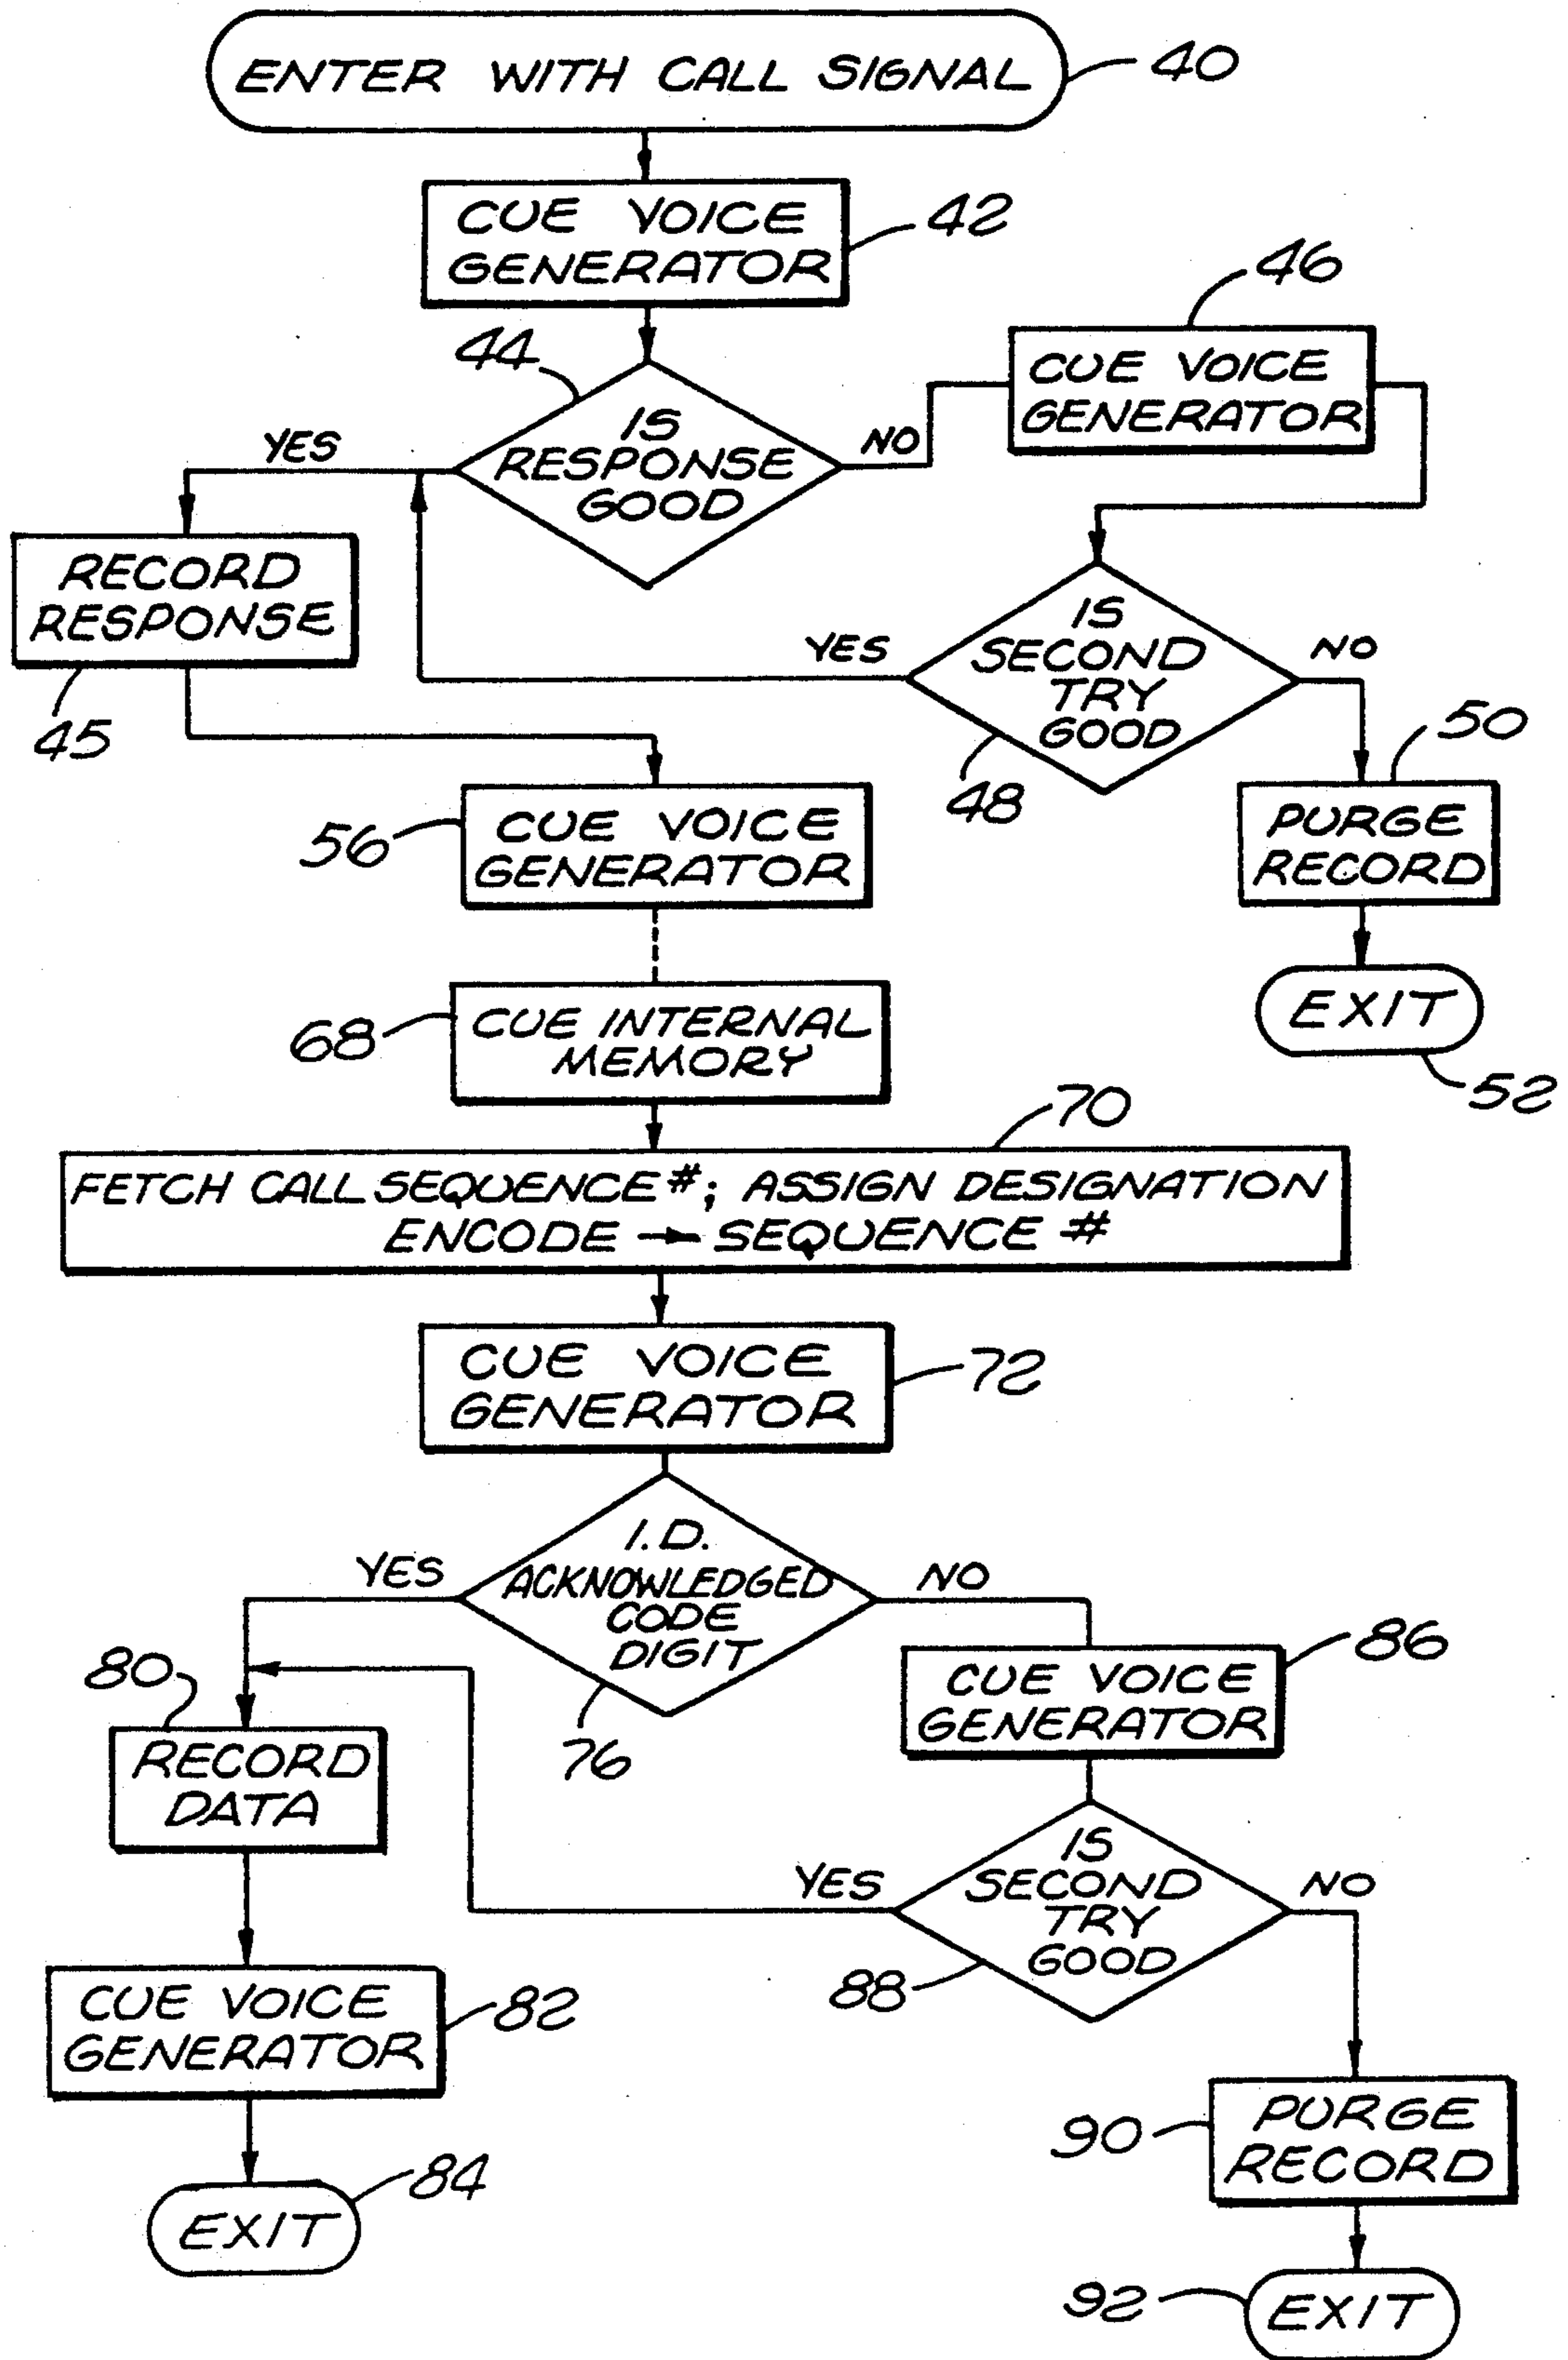 ENTER WITH CALL SIGNAL
40
CUE VOICE
GENERATOR
42
46
CUE VOICE
GENERATOR
44
IS
RESPONSE
GOOD
YES
NO
RECORD
RESPONSE
45
IS
SECOND
TRY
GOOD
YES
NO
48
50
PURGE
RECORD
56
CUE VOICE
GENERATOR
EXIT
52
68
CUE INTERNAL
MEMORY
70
FETCH CALL SEQUENCE #; ASSIGN DESIGNATION
ENCODE → SEQUENCE #
CUE VOICE
GENERATOR
72
I.D.
ACKNOWLEDGED
CODE
DIGIT
YES
NO
76
86
CUE VOICE
GENERATOR
80
RECORD
DATA
IS
SECOND
TRY
GOOD
YES
NO
88
CUE VOICE
GENERATOR
82
90
PURGE
RECORD
84
EXIT
92
EXIT